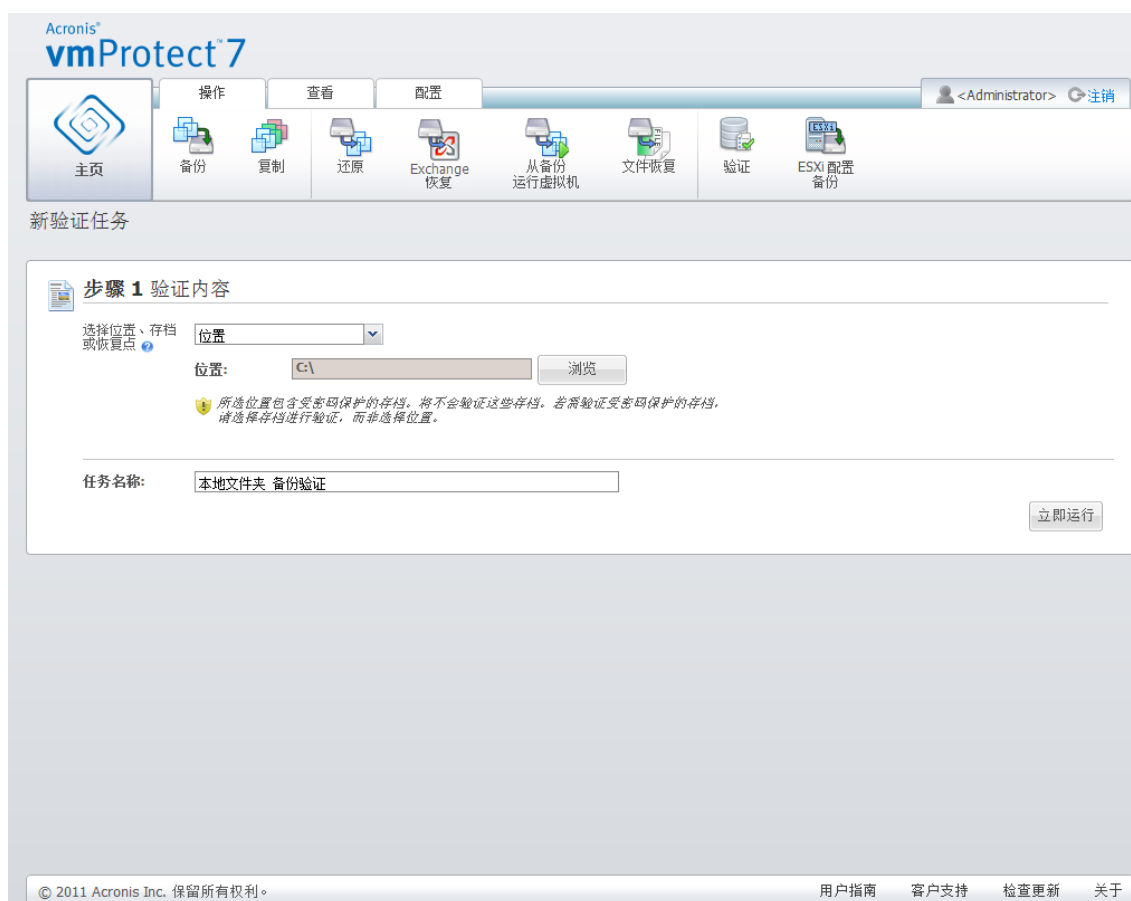 Acronis®
vmProtect™7
操作 查看 配置
<Administrator> 注销
主页
备份 复制 还原 Exchange 恢复 从备份 运行虚拟机 文件恢复 验证 ESXi 配置 备份
新验证任务
步骤 1 验证内容
选择位置、存档
或恢复点
位置
位置: C:\ 浏览
所选位置包含受密码保护的存档。将不会验证这些存档。若需验证受密码保护的存档,
请选择存档进行验证，而非选择位置。
任务名称: 本地文件夹 备份验证
立即运行
© 2011 Acronis Inc. 保留所有权利。
用户指南 客户支持 检查更新 关于